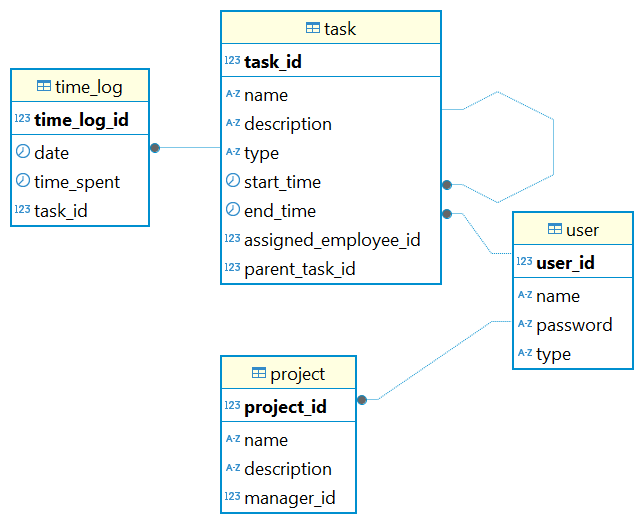 task
123 task_id
A-Z name
A-Z description
A-Z type
start_time
end_time
123 assigned_employee_id
123 parent_task_id
time_log
123 time_log_id
date
time_spent
123 task_id
user
123 user_id
A-Z name
A-Z password
A-Z type
project
123 project_id
A-Z name
A-Z description
123 manager_id